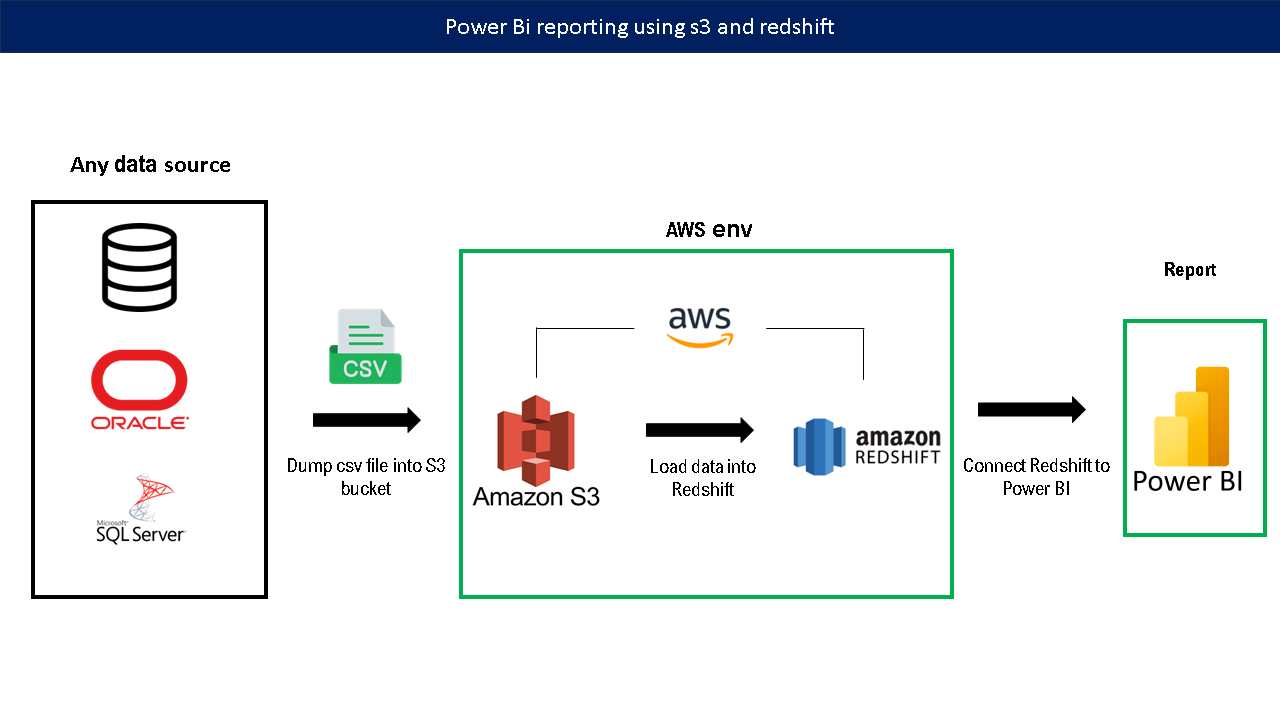 Power Bi reporting using s3 and redshift
Any data source
ORACLE
Microsoft
SQL Server
CSV
Dump csv file into S3
bucket
AWS env
aws
Amazon S3
Load data into
Redshift
amazon
REDSHIFT
Connect Redshift to
Power BI
Report
Power BI